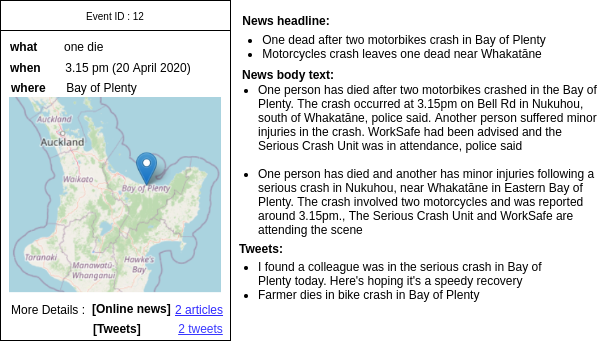 Event ID : 12
what one die
when 3.15 pm (20 April 2020)
where Bay of Plenty
Auckland
Auckland
Waikato
Bay of Plenty
Taranaki
Hawke's
Bay
Manawatū-
Whanganui
More Details : [Online news] 2 articles
[Tweets] 2 tweets
News headline:
• One dead after two motorbikes crash in Bay of Plenty
• Motorcycles crash leaves one dead near Whakatāne
News body text:
• One person has died after two motorbikes crashed in the Bay of
Plenty. The crash occurred at 3.15pm on Bell Rd in Nukuhou,
south of Whakatāne, police said. Another person suffered minor
injuries in the crash. WorkSafe had been advised and the
Serious Crash Unit was in attendance, police said
• One person has died and another has minor injuries following a
serious crash in Nukuhou, near Whakatāne in Eastern Bay of
Plenty. The crash involved two motorcycles and was reported
around 3.15pm., The Serious Crash Unit and WorkSafe are
attending the scene
Tweets:
• I found a colleague was in the serious crash in Bay of
Plenty today. Here's hoping it's a speedy recovery
• Farmer dies in bike crash in Bay of Plenty